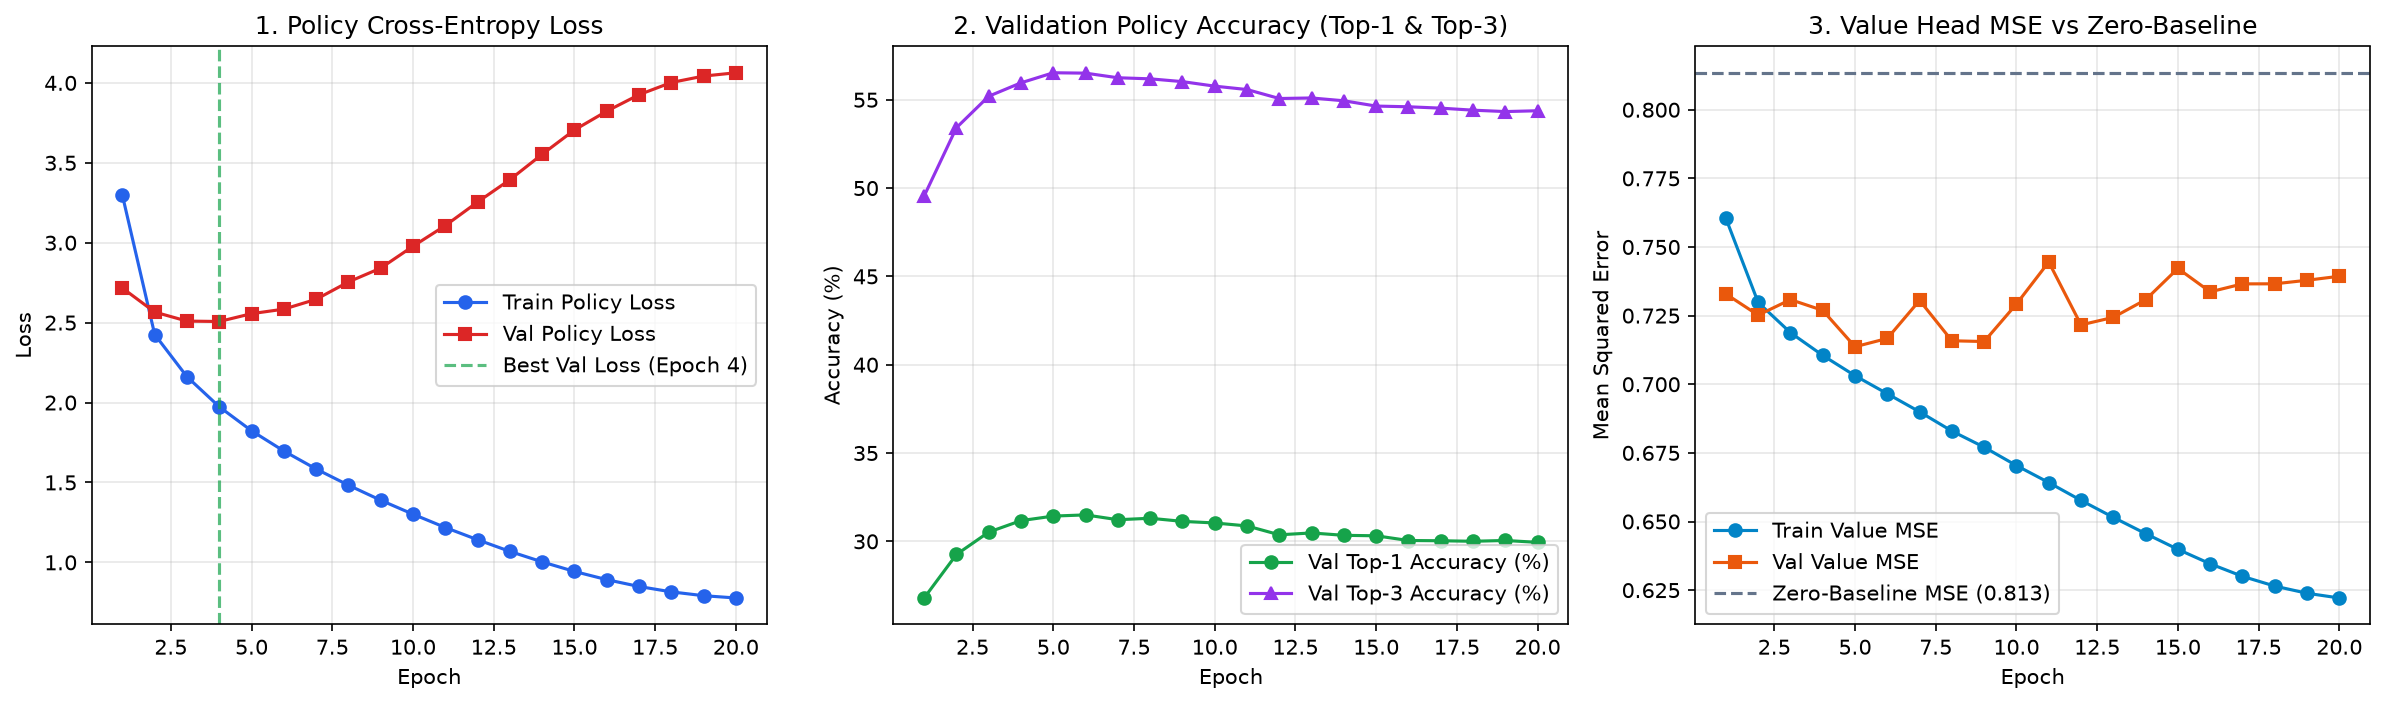 1. Policy Cross-Entropy Loss
Loss
4.0
3.5
3.0
2.5
2.0
1.5
1.0
Train Policy Loss
Val Policy Loss
Best Val Loss (Epoch 4)
2.5 5.0 7.5 10.0 12.5 15.0 17.5 20.0
Epoch
2. Validation Policy Accuracy (Top-1 & Top-3)
Accuracy (%)
55
50
45
40
35
30
Val Top-1 Accuracy (%)
Val Top-3 Accuracy (%)
2.5 5.0 7.5 10.0 12.5 15.0 17.5 20.0
Epoch
3. Value Head MSE vs Zero-Baseline
Mean Squared Error
0.800
0.775
0.750
0.725
0.700
0.675
0.650
0.625
Train Value MSE
Val Value MSE
Zero-Baseline MSE (0.813)
2.5 5.0 7.5 10.0 12.5 15.0 17.5 20.0
Epoch